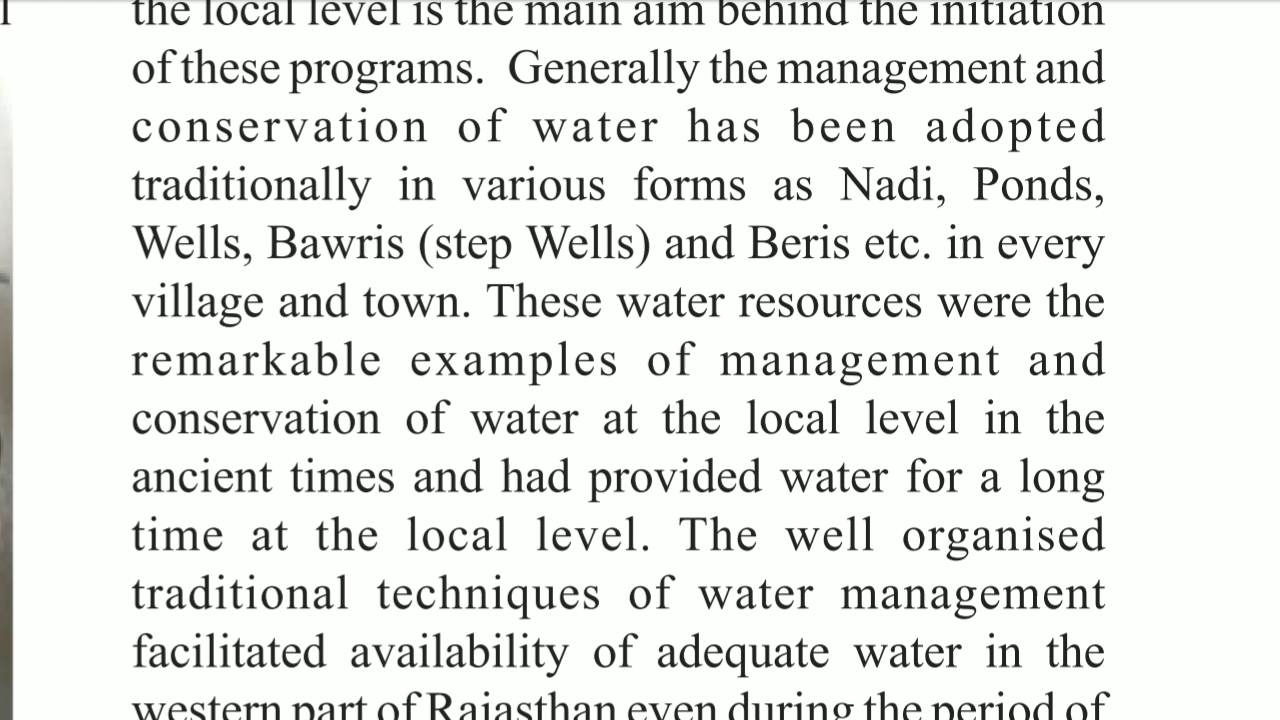 the local level is the main aim behind the initiation
of these programs. Generally the management and
conservation of water has been adopted
traditionally in various forms as Nadi, Ponds,
Wells, Bawris (step Wells) and Beris etc. in every
village and town. These water resources were the
remarkable examples of management and
conservation of water at the local level in the
ancient times and had provided water for a long
time at the local level. The well organised
traditional techniques of water management
facilitated availability of adequate water in the
western part of Rajasthan even during the period of